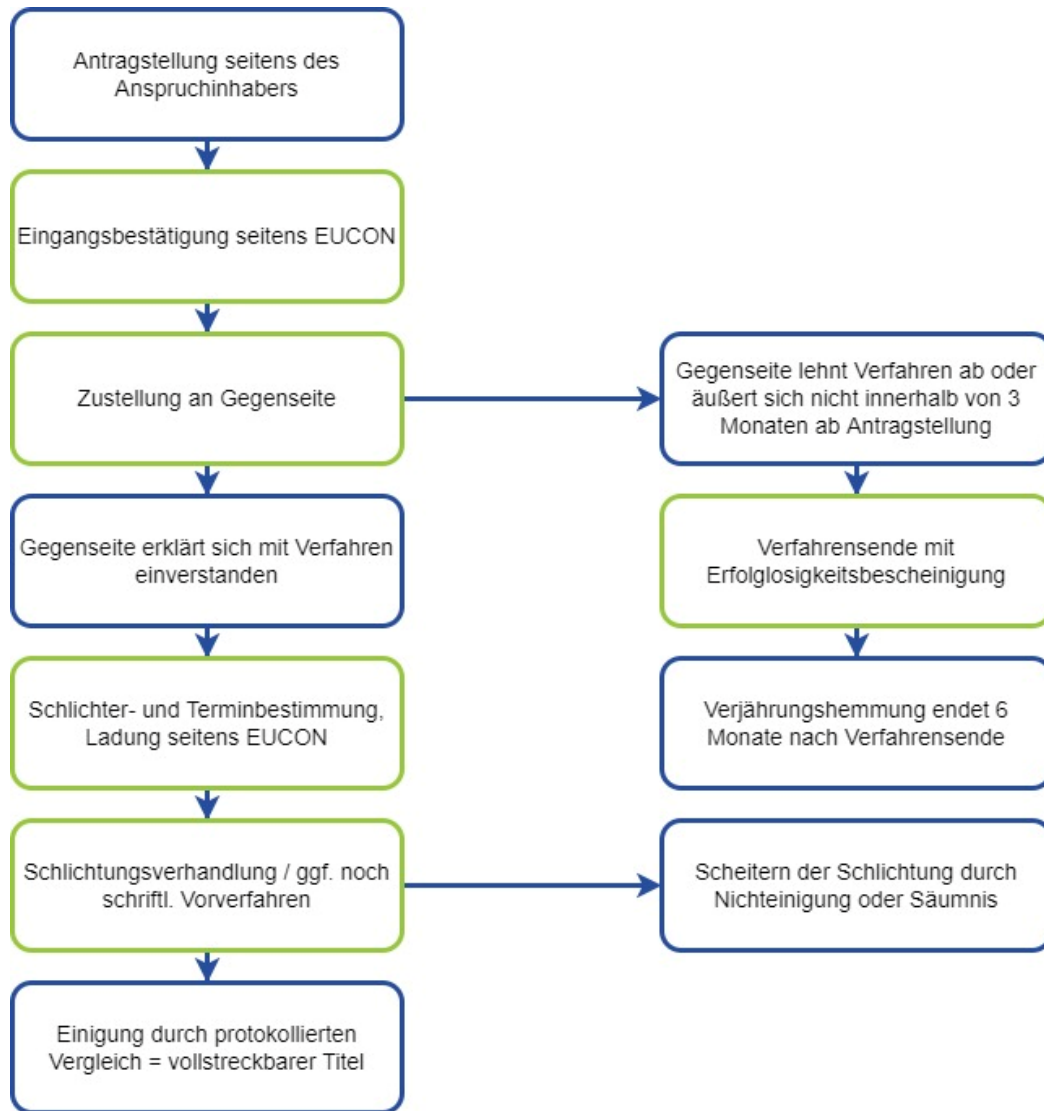 Antragstellung seitens des
Anspruchinhabers
Eingangsbestätigung seitens EUCON
Zustellung an Gegenseite
Gegenseite lehnt Verfahren ab oder
äußert sich nicht innerhalb von 3
Monaten ab Antragstellung
Gegenseite erklärt sich mit Verfahren
einverstanden
Verfahrensende mit
Erfolglosigkeitsbescheinigung
Schlichter- und Terminbestimmung,
Ladung seitens EUCON
Verjährungshemmung endet 6
Monate nach Verfahrensende
Schlichtungsverhandlung / ggf. noch
schriftl. Vorverfahren
Scheitern der Schlichtung durch
Nichteinigung oder Säumnis
Einigung durch protokollierten
Vergleich = vollstreckbarer Titel